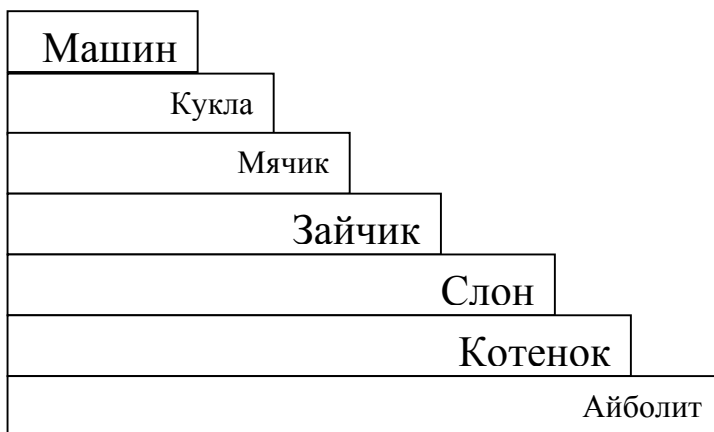 Машин
Кукла
Мячик
Зайчик
Слон
Котенок
Айболит